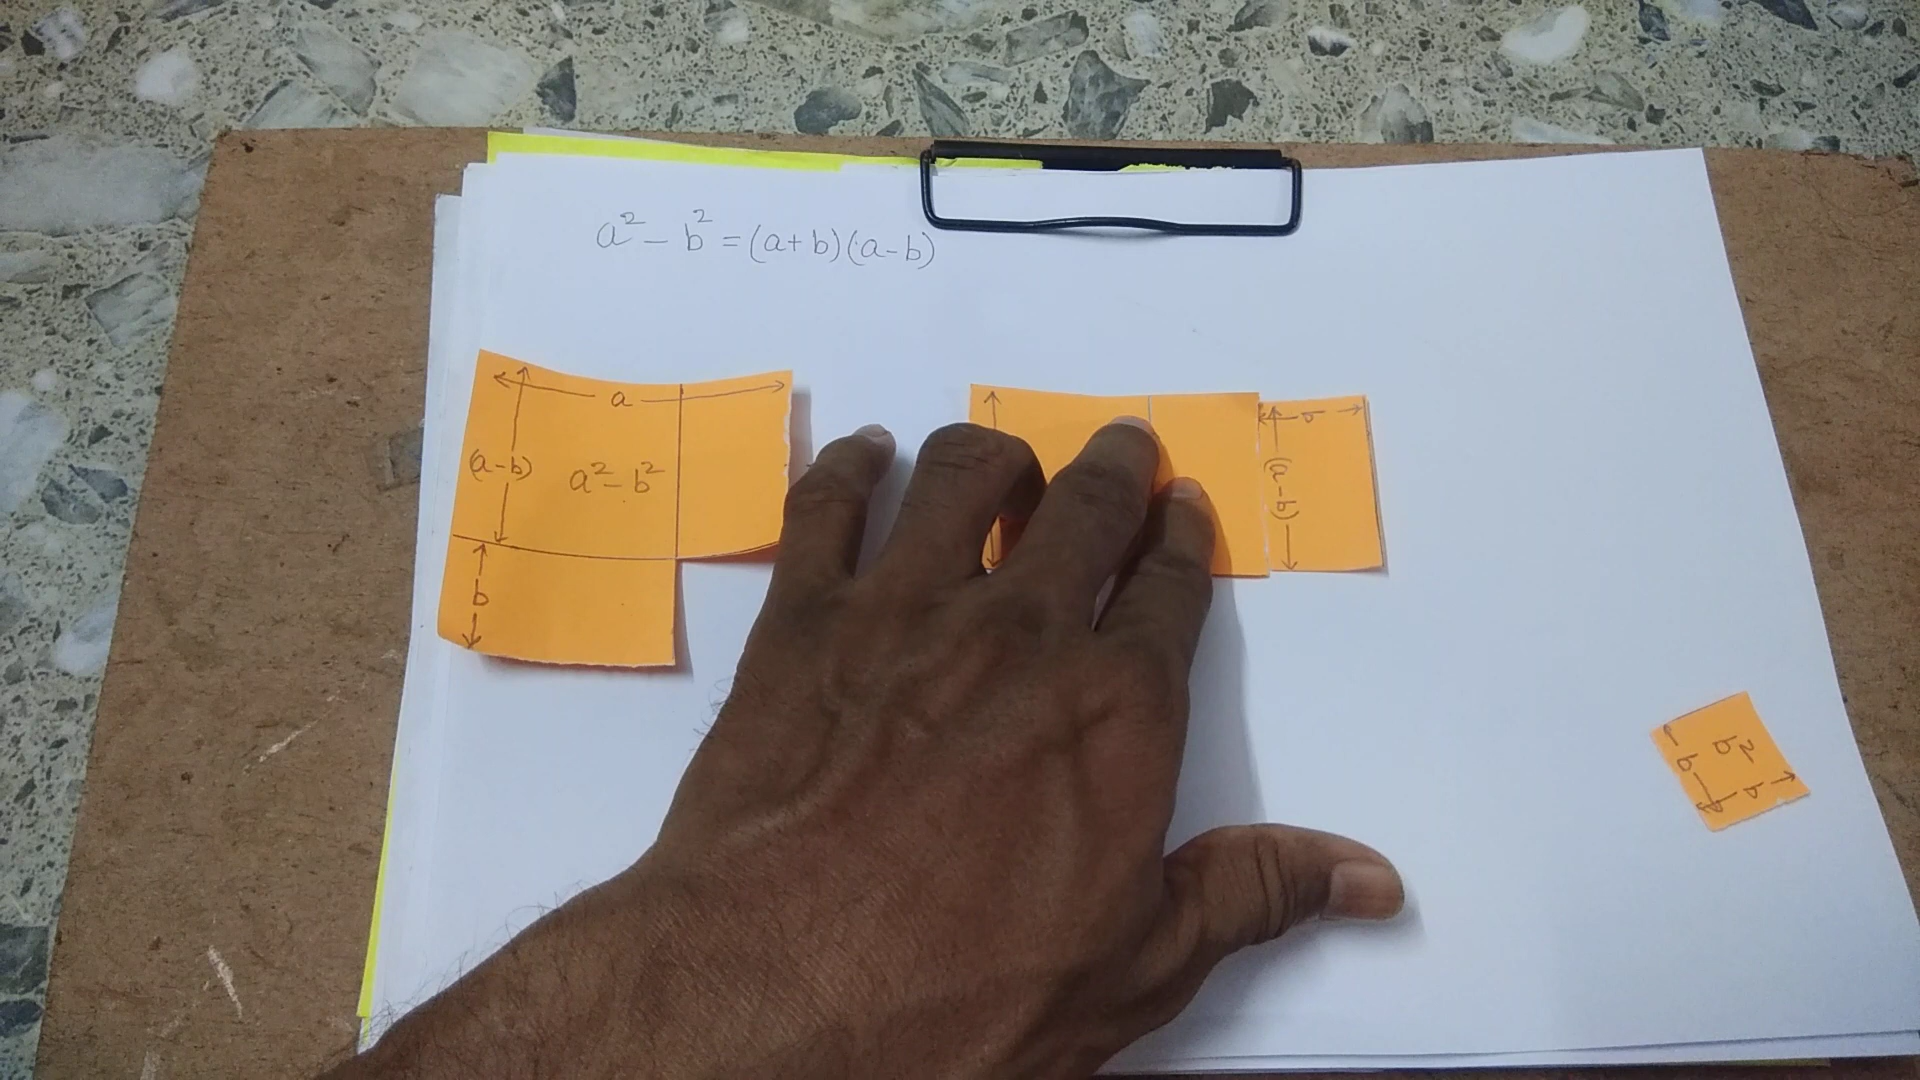 a² - b² = (a+b)(a-b)
a
(a-b)
a² - b²
b
b
(a-b)
b²
b
b